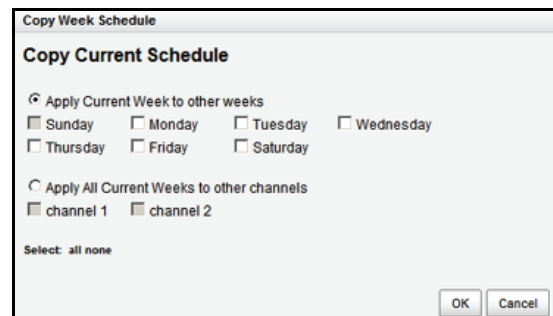 Copy Week Schedule
Copy Current Schedule
Apply Current Week to other weeks
Sunday Monday Tuesday Wednesday
Thursday Friday Saturday
Apply All Current Weeks to other channels
channel 1 channel 2
Select: all none
OK Cancel